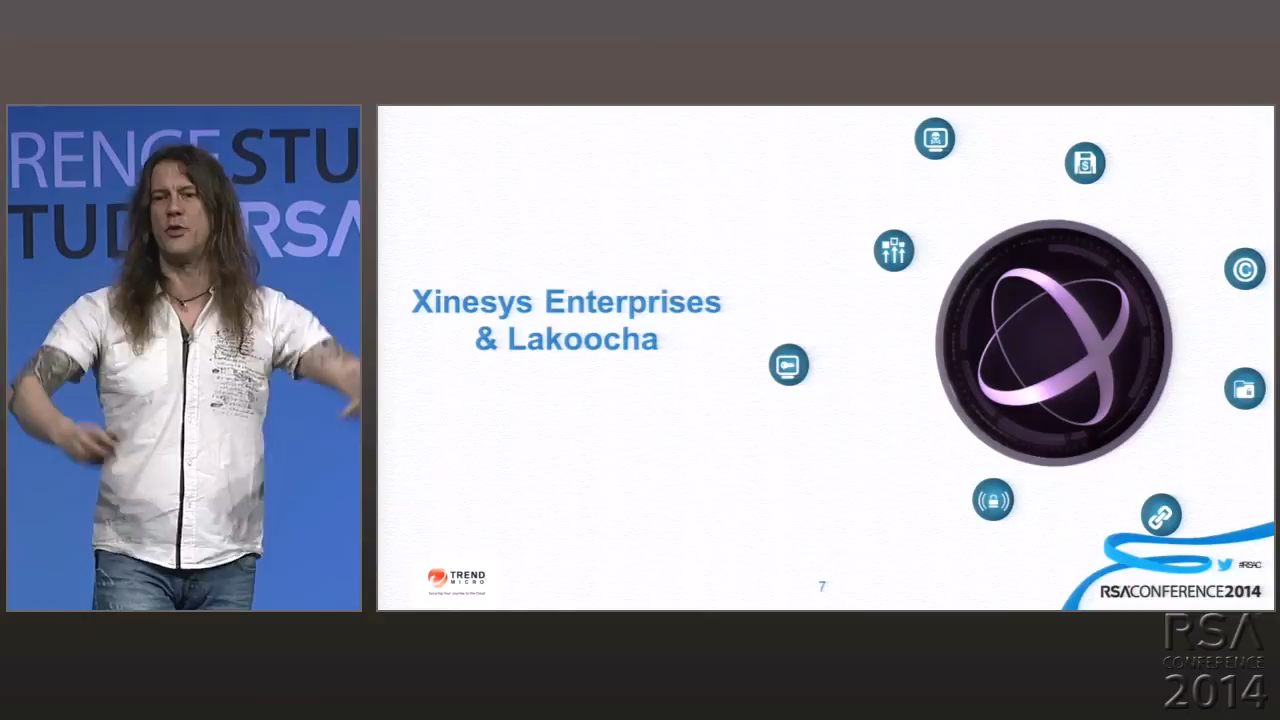 RENCE STU
TUD RSA
Xinesys Enterprises
& Lakoocha
TREND
MICRO
7
#RSAC
RSACONFERENCE2014
RSA
CONFERENCE
2014